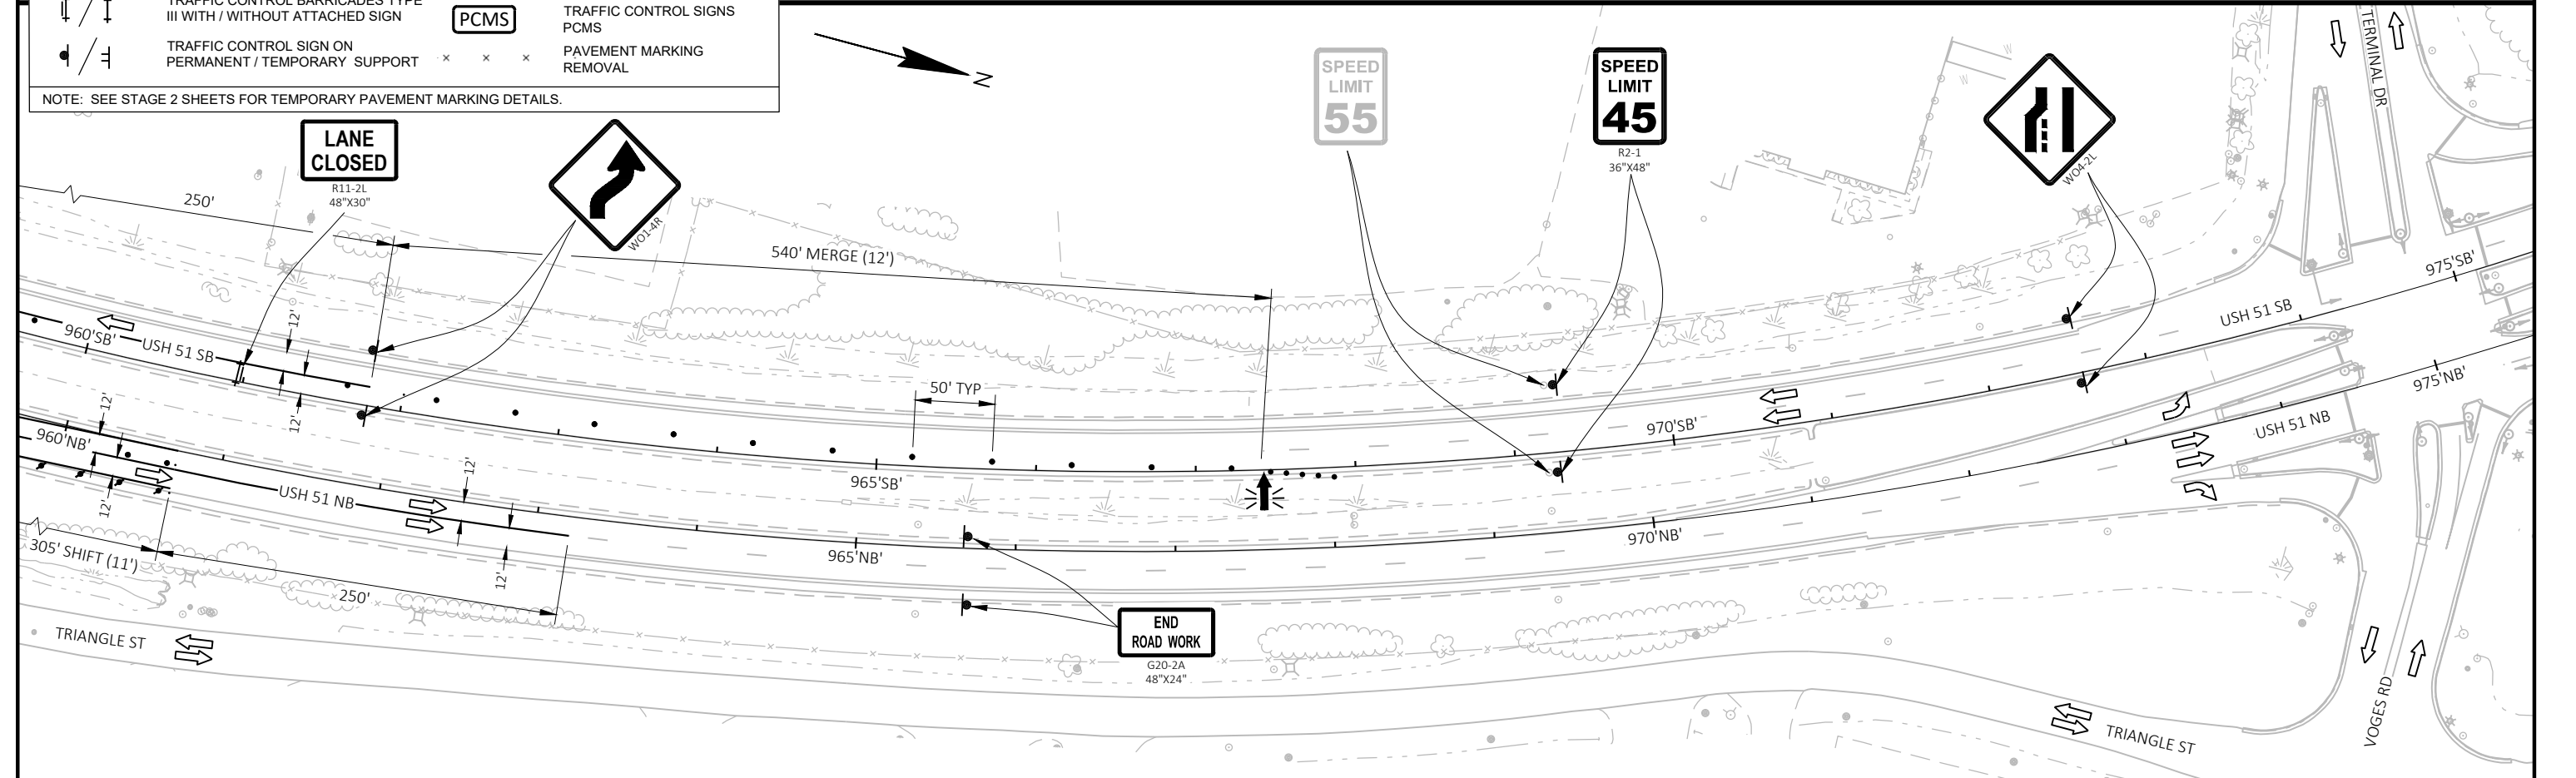 TRAFFIC CONTROL BARRICADES TYPE
III WITH / WITHOUT ATTACHED SIGN
PCMS
TRAFFIC CONTROL SIGNS
PCMS
TRAFFIC CONTROL SIGN ON
PERMANENT / TEMPORARY SUPPORT
PAVEMENT MARKING
REMOVAL
NOTE: SEE STAGE 2 SHEETS FOR TEMPORARY PAVEMENT MARKING DETAILS.
N
LANE
CLOSED
R11-2L
48"X30"
WO1-4R
SPEED
LIMIT
55
SPEED
LIMIT
45
R2-1
36"X48"
WO4-2L
W
W
TERMINAL DR
250'
540' MERGE (12')
50' TYP
12'
12'
960'SB'
USH 51 SB
965'SB'
970'SB'
USH 51 SB
975'SB'
12'
12'
960'NB'
USH 51 NB
12'
12'
965'NB'
970'NB'
USH 51 NB
975'NB'
305' SHIFT (11')
250'
END
ROAD WORK
G20-2A
48"X24"
TRIANGLE ST
TRIANGLE ST
VOGES RD